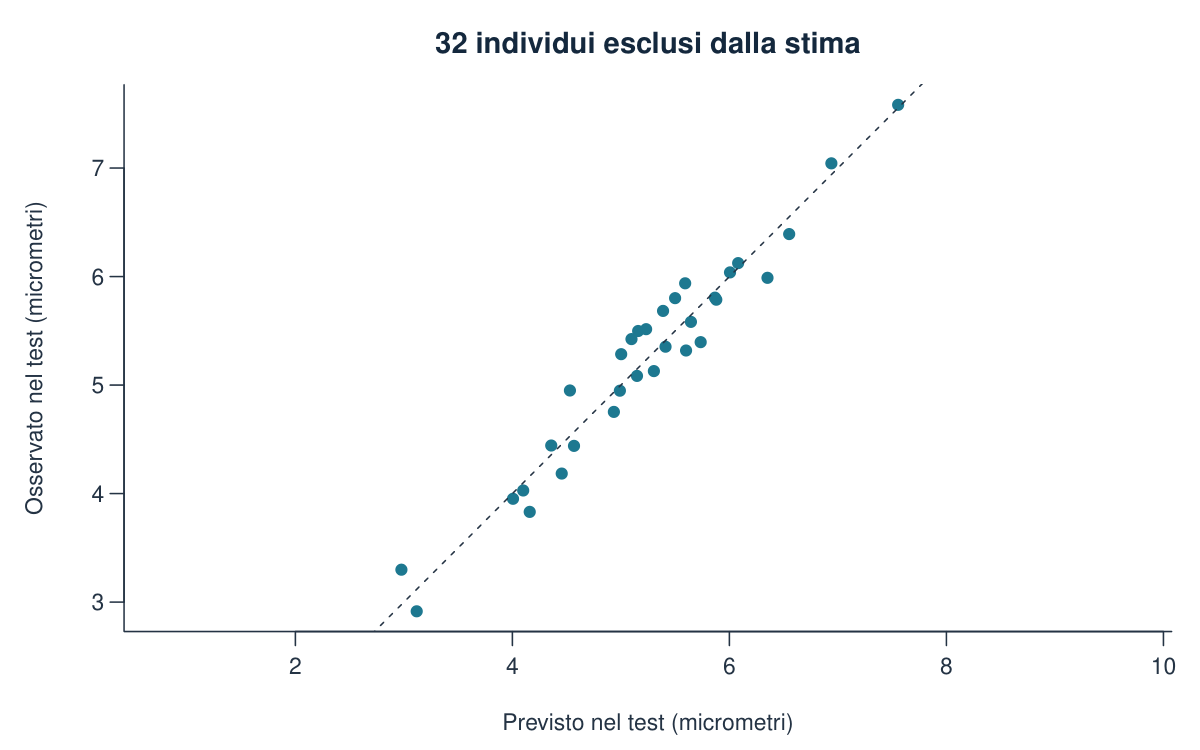 32 individui esclusi dalla stima
Osservato nel test (micrometri)
7
6
5
4
3
2 4 6 8 10
Previsto nel test (micrometri)